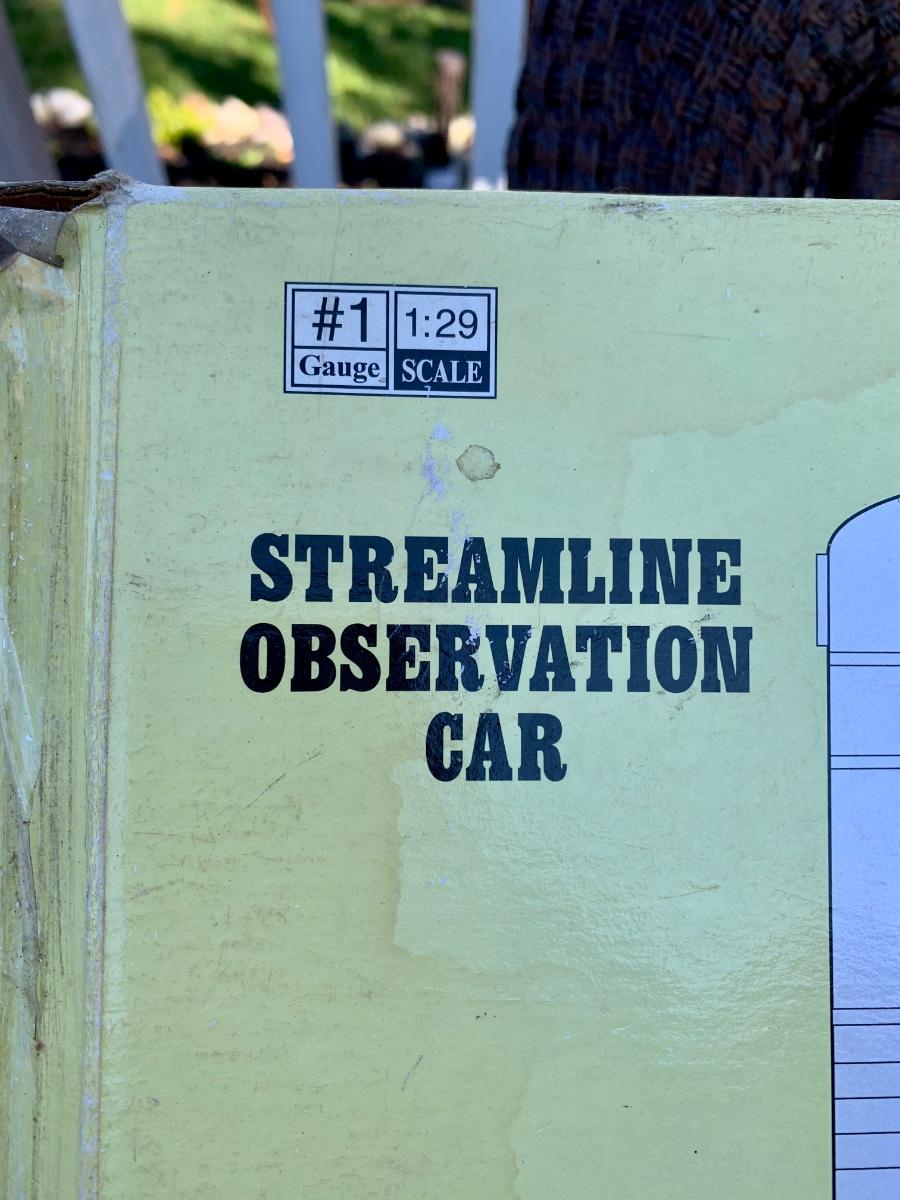 #1 1:29
Gauge SCALE
STREAMLINE
OBSERVATION
CAR